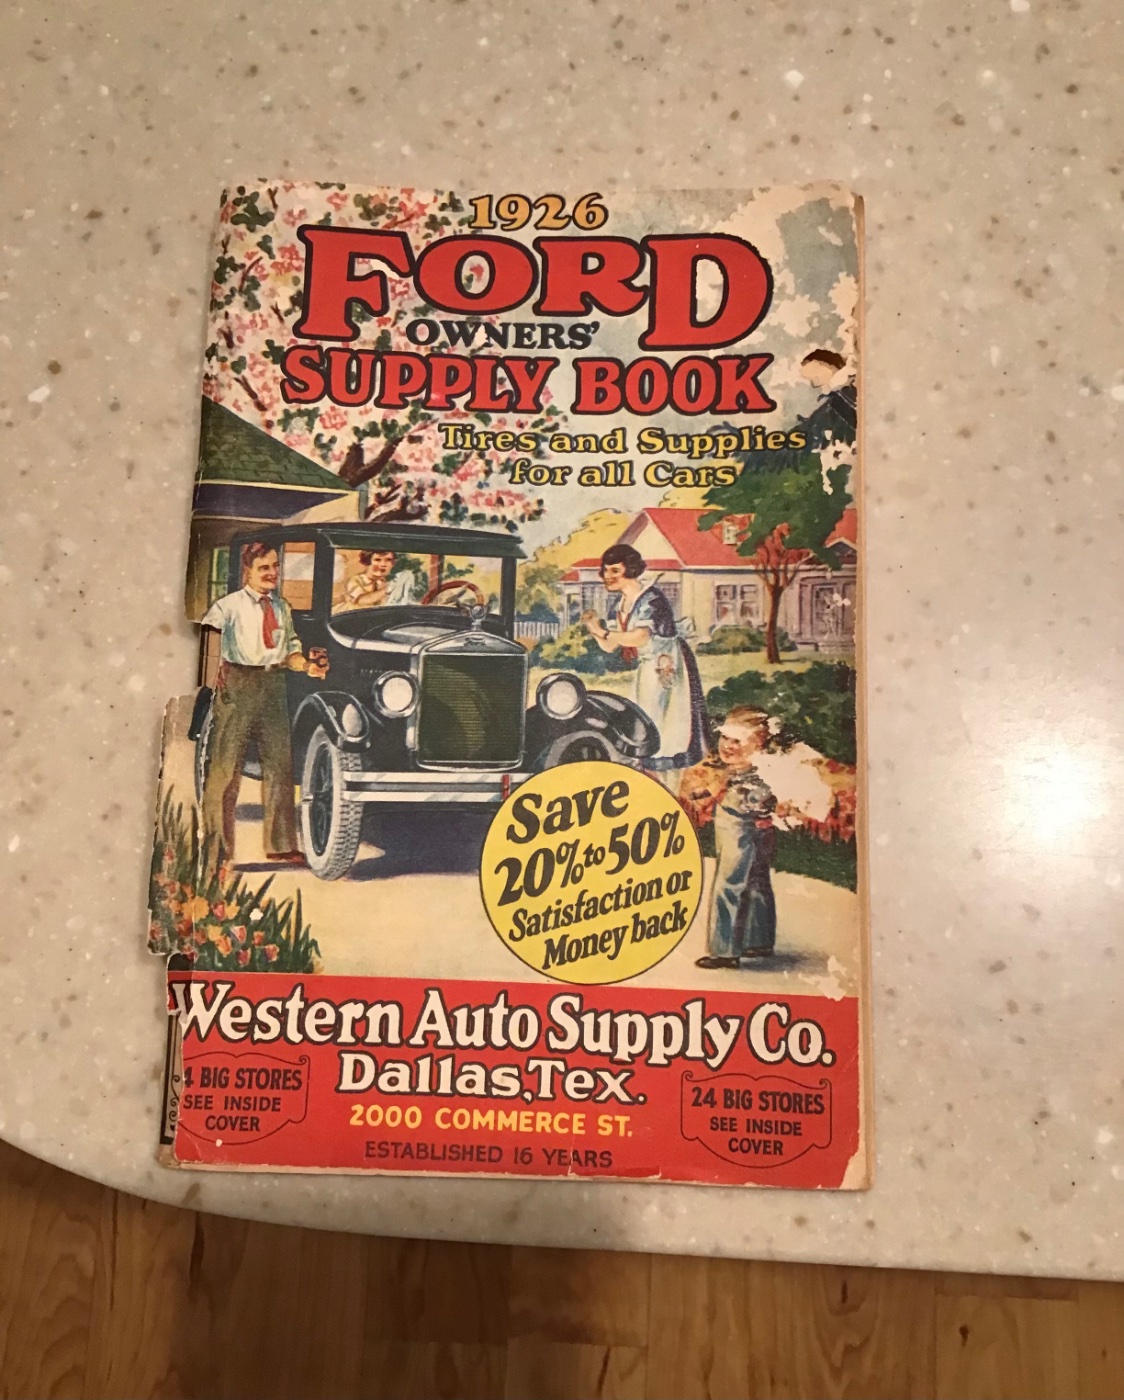 1926
FORD
OWNERS'
SUPPLY BOOK
Tires and Supplies
for all Cars
Save
20% to 50%
Satisfaction or
Money back
Western Auto Supply Co.
Dallas, Tex.
2000 COMMERCE ST.
ESTABLISHED 16 YEARS
4 BIG STORES
SEE INSIDE
COVER
24 BIG STORES
SEE INSIDE
COVER